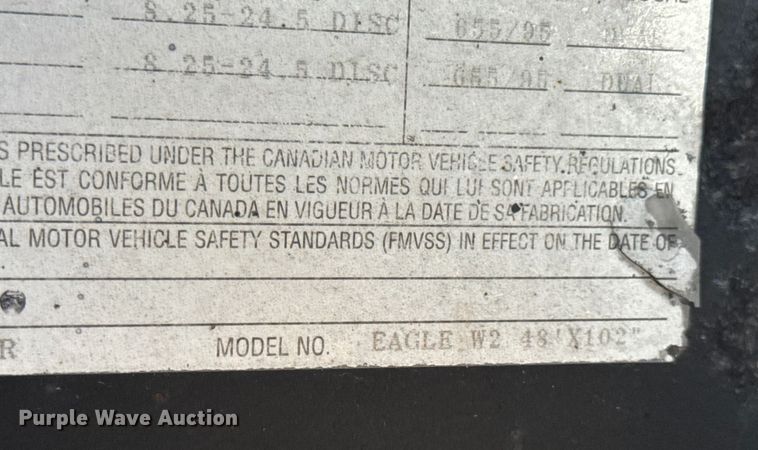 8.25-24.5 DISC 655/95 DUAL
8.25-24.5 DISC 655/95 DUAL
S PRESCRIBED UNDER THE CANADIAN MOTOR VEHICLE SAFETY REGULATIONS
LE EST CONFORME À TOUTES LES NORMES QUI LUI SONT APPLICABLES EN
AUTOMOBILES DU CANADA EN VIGUEUR À LA DATE DE SA FABRICATION.
AL MOTOR VEHICLE SAFETY STANDARDS (FMVSS) IN EFFECT ON THE DATE OF
R MODEL NO. EAGLE W2 48'X102"
Purple Wave Auction